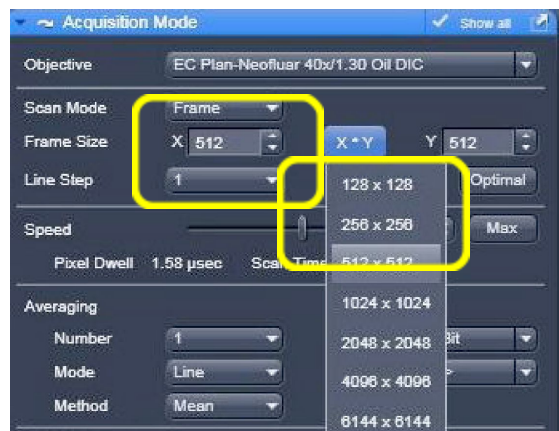 Acquisition Mode Show all
Objective EC Plan-Neofluar 40x/1.30 Oil DIC
Scan Mode Frame
Frame Size X 512 X*Y Y 512
Line Step 1 Optimal
128 x 128
256 x 256
Speed Max
512 x 512
Pixel Dwell 1.58 µsec Scan Time
Averaging
1024 x 1024
Number 1 Bit
2048 x 2048
Mode Line
4096 x 4096
Method Mean
6144 x 6144